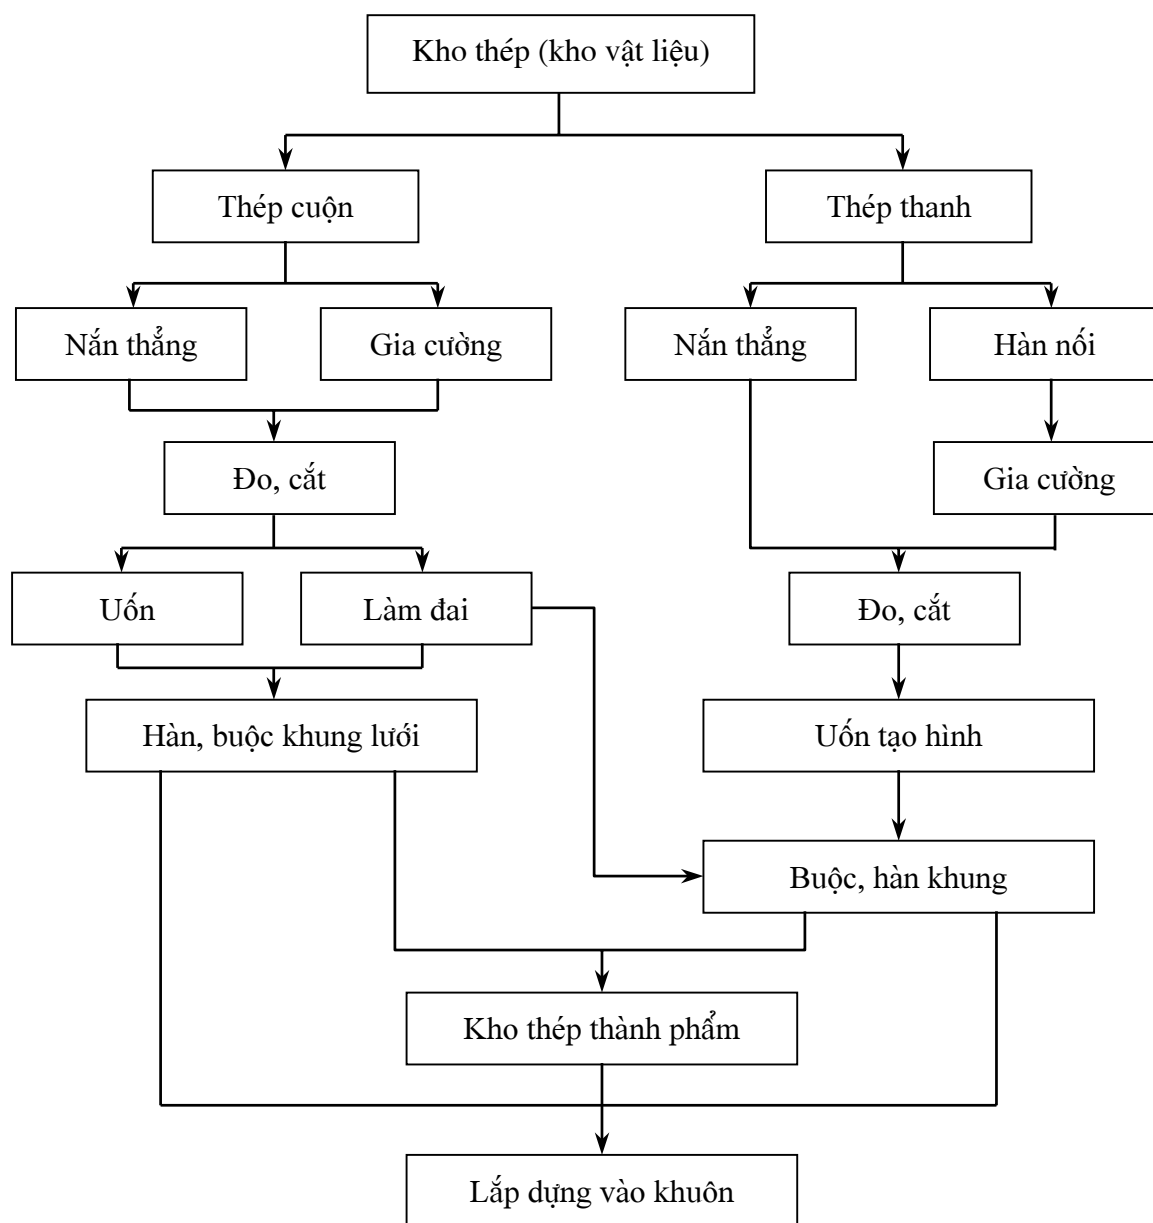 Kho thép (kho vật liệu)
Thép cuộn
Thép thanh
Nắn thẳng
Gia cường
Nắn thẳng
Hàn nối
Đo, cắt
Gia cường
Uốn
Làm đai
Đo, cắt
Hàn, buộc khung lưới
Uốn tạo hình
Buộc, hàn khung
Kho thép thành phẩm
Lắp dựng vào khuôn